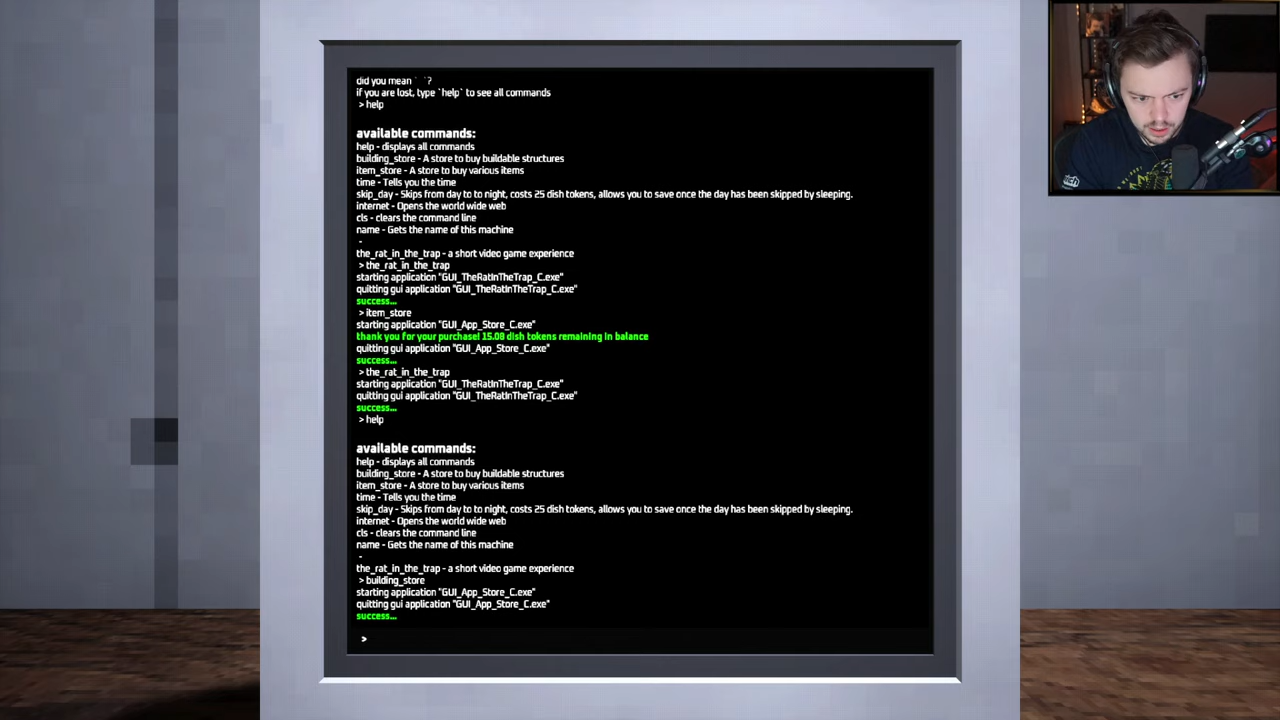 did you mean ` `?
if you are lost, type `help` to see all commands
> help
available commands:
help - displays all commands
building_store - A store to buy buildable structures
item_store - A store to buy various items
time - Tells you the time
skip_day - Skips from day to to night, costs 25 dish tokens, allows you to save once the day has been skipped by sleeping.
internet - Opens the world wide web
cls - clears the command line
name - Gets the name of this machine
-
the_rat_in_the_trap - a short video game experience
> the_rat_in_the_trap
starting application "GUI_TheRatInTheTrap_C.exe"
quitting gui application "GUI_TheRatInTheTrap_C.exe"
success...
> item_store
starting application "GUI_App_Store_C.exe"
thank you for your purchase! 15.08 dish tokens remaining in balance
quitting gui application "GUI_App_Store_C.exe"
success...
> the_rat_in_the_trap
starting application "GUI_TheRatInTheTrap_C.exe"
quitting gui application "GUI_TheRatInTheTrap_C.exe"
success...
> help
available commands:
help - displays all commands
building_store - A store to buy buildable structures
item_store - A store to buy various items
time - Tells you the time
skip_day - Skips from day to to night, costs 25 dish tokens, allows you to save once the day has been skipped by sleeping.
internet - Opens the world wide web
cls - clears the command line
name - Gets the name of this machine
-
the_rat_in_the_trap - a short video game experience
> building_store
starting application "GUI_App_Store_C.exe"
quitting gui application "GUI_App_Store_C.exe"
success...
>